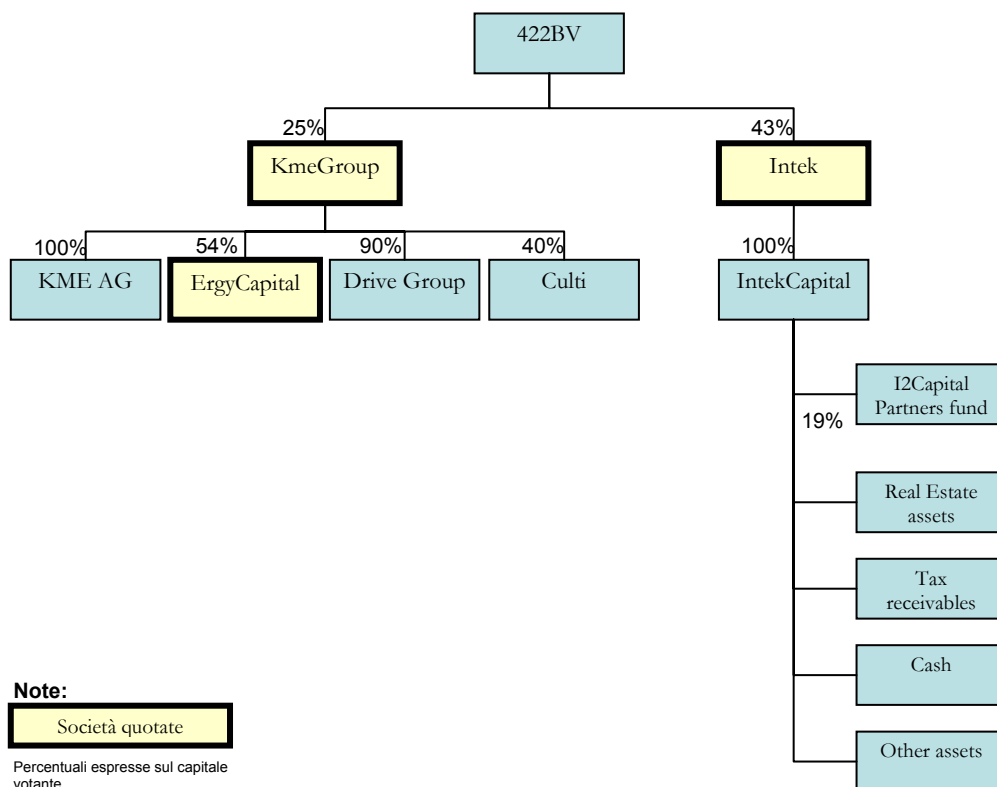 422BV
25%
43%
KmeGroup
Intek
100%
54%
90%
40%
100%
KME AG
ErgyCapital
Drive Group
Culti
IntekCapital
I2Capital
Partners fund
19%
Real Estate
assets
Tax
receivables
Cash
Other assets
Note:
Società quotate
Percentuali espresse sul capitale
votante